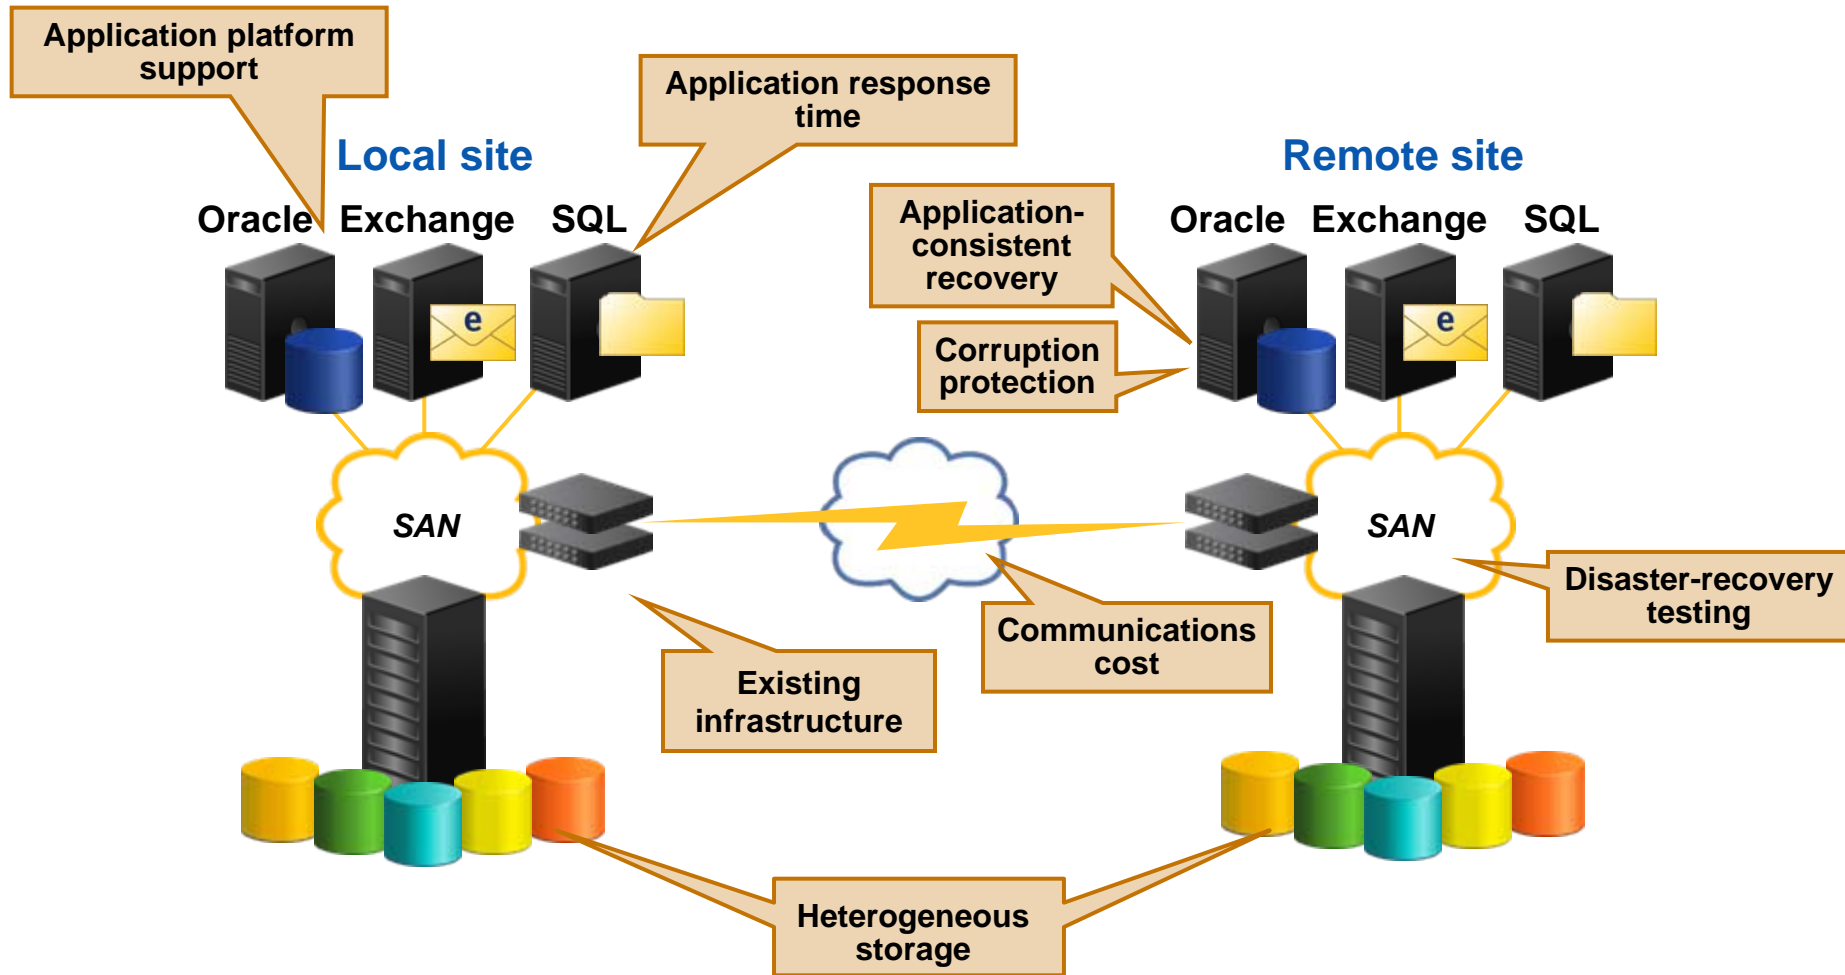 Application platform
support
Application response
time
Local site
Remote site
Oracle
Exchange
SQL
Application-
consistent
recovery
Oracle
Exchange
SQL
e
e
Corruption
protection
SAN
SAN
Disaster-recovery
testing
Communications
cost
Existing
infrastructure
Heterogeneous
storage